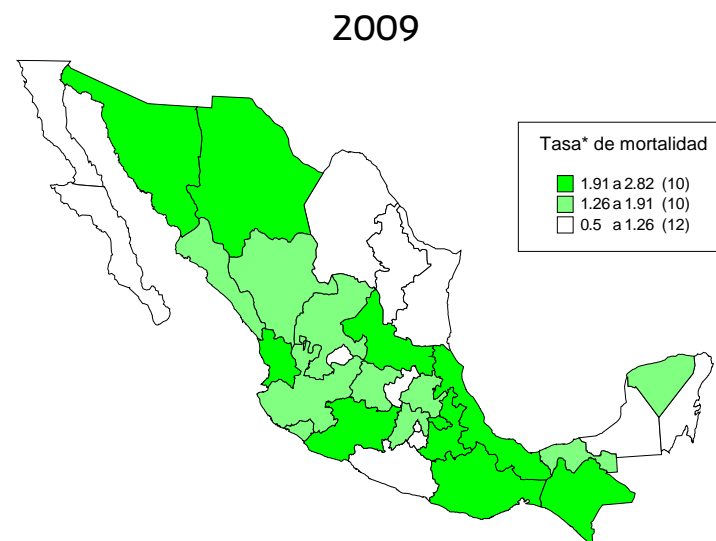 2009
Tasa* de mortalidad
1.91 a 2.82 (10)
1.26 a 1.91 (10)
0.5 a 1.26 (12)